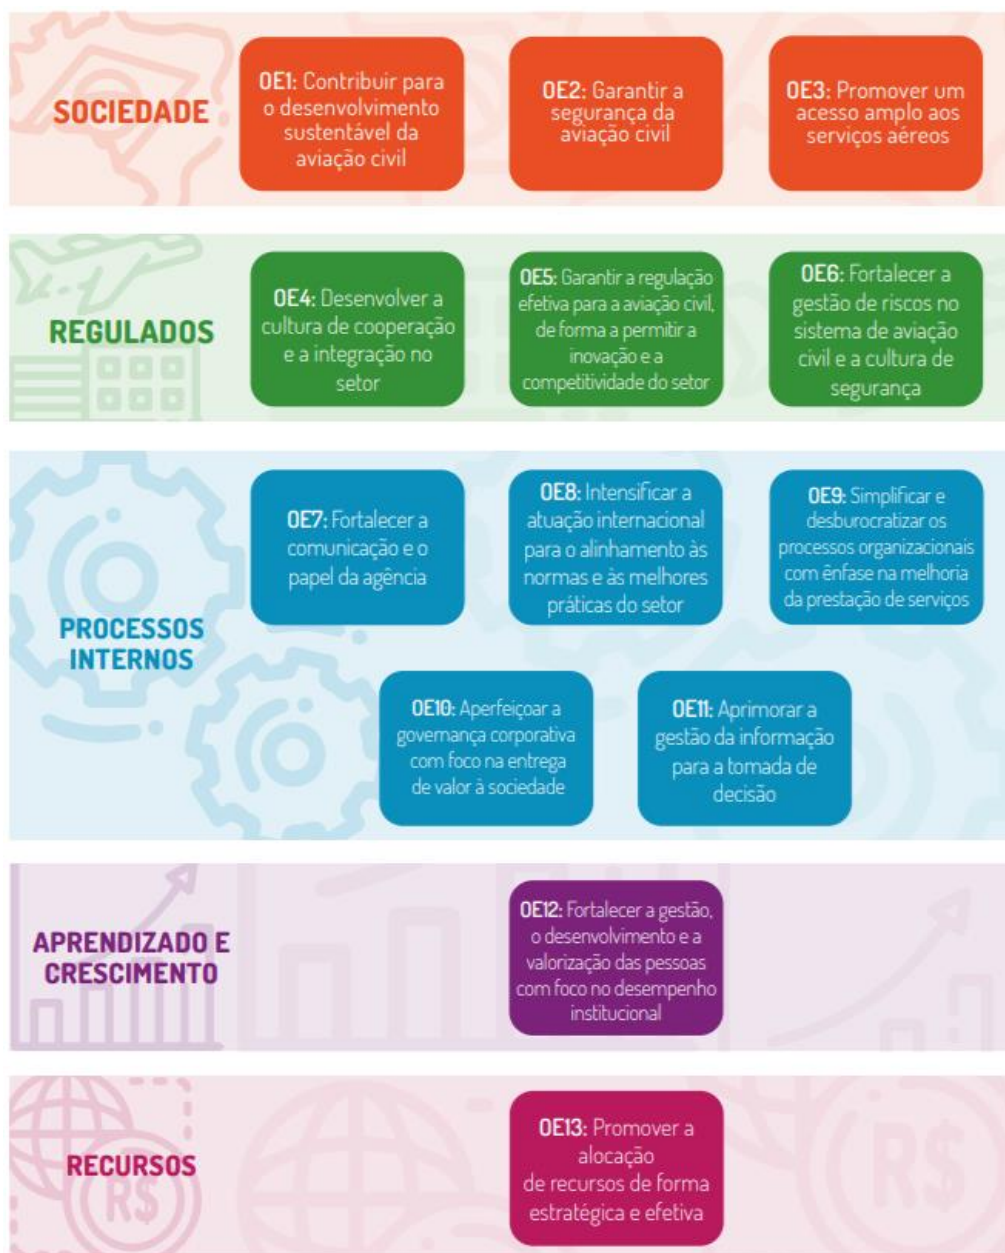 SOCIEDADE
OE1: Contribuir para
o desenvolvimento
sustentável da
aviação civil
OE2: Garantir a
segurança da
aviação civil
OE3: Promover um
acesso amplo aos
serviços aéreos
REGULADOS
OE4: Desenvolver a
cultura de cooperação
e a integração no
setor
OE5: Garantir a regulação
efetiva para a aviação civil,
de forma a permitir a
inovação e a
competitividade do setor
OE6: Fortalecer a
gestão de riscos no
sistema de aviação
civil e a cultura de
segurança
PROCESSOS
INTERNOS
OE7: Fortalecer a
comunicação e o
papel da agência
OE8: Intensificar a
atuação internacional
para o alinhamento às
normas e às melhores
práticas do setor
OE9: Simplificar e
desburocratizar os
processos organizacionais
com ênfase na melhoria
da prestação de serviços
OE10: Aperfeiçoar a
governança corporativa
com foco na entrega
de valor à sociedade
OE11: Aprimorar a
gestão da informação
para a tomada de
decisão
APRENDIZADO E
CRESCIMENTO
OE12: Fortalecer a gestão,
o desenvolvimento e a
valorização das pessoas
com foco no desempenho
institucional
RECURSOS
R$
OE13: Promover a
alocação
de recursos de forma
estratégica e efetiva
R$